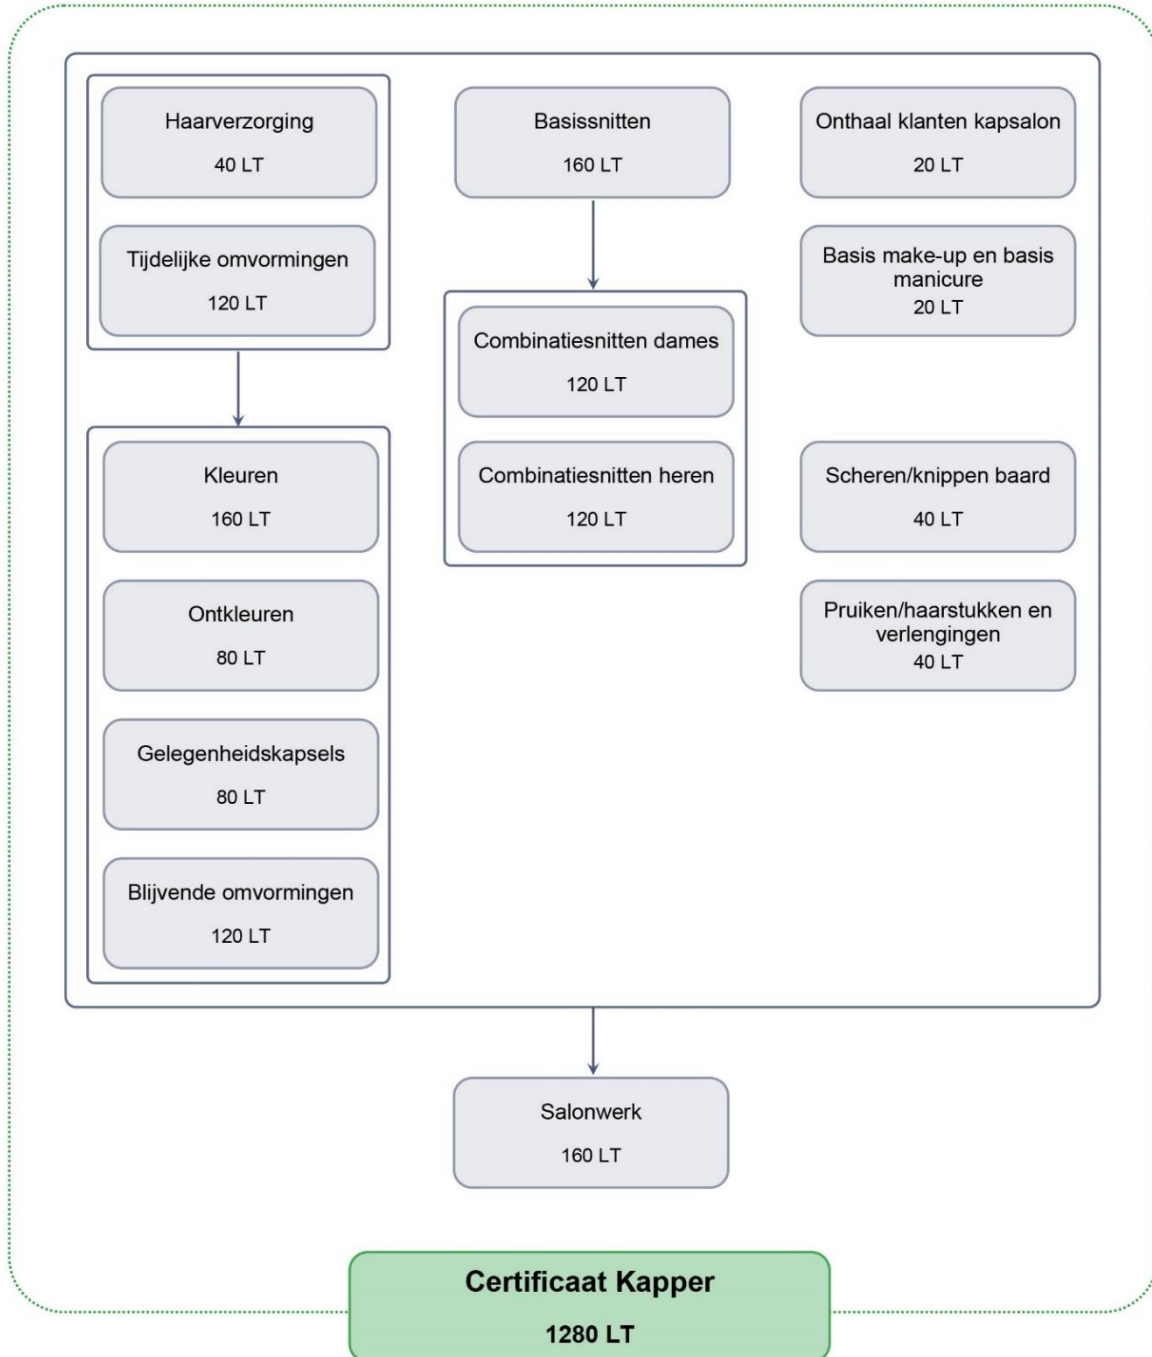 Haarverzorging
40 LT
Tijdelijke omvormingen
120 LT
Kleuren
160 LT
Ontkleuren
80 LT
Gelegenheidskapsels
80 LT
Blijvende omvormingen
120 LT
Basissnitten
160 LT
Combinatiesnitten dames
120 LT
Combinatiesnitten heren
120 LT
Onthaal klanten kapsalon
20 LT
Basis make-up en basis
manicure
20 LT
Scheren/knippen baard
40 LT
Pruiken/haarstukken en
verlengingen
40 LT
Salonwerk
160 LT
Certificaat Kapper
1280 LT